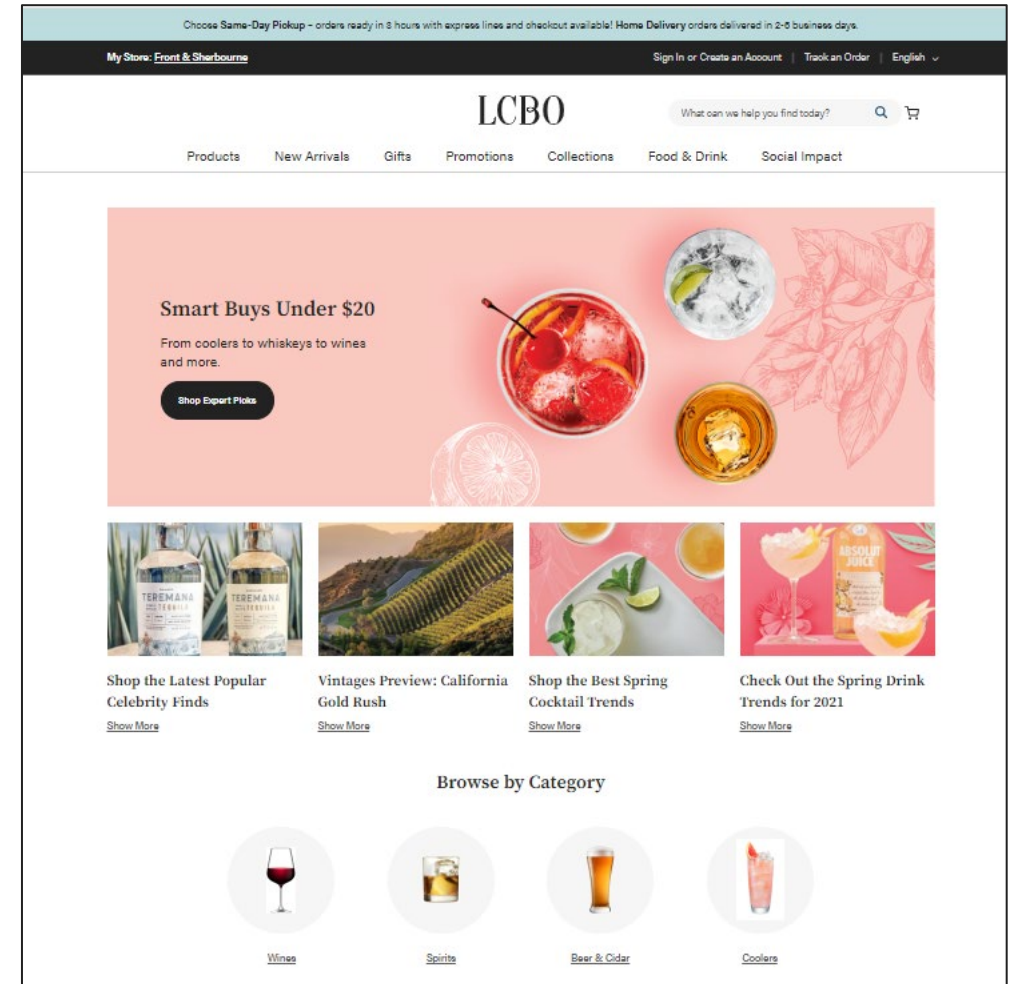 Choose Same-Day Pickup – orders ready in 3 hours with express lines and checkout available! Home Delivery orders delivered in 2-6 business days.
My Store: Front & Sherbourne
Sign In or Create an Account | Track an Order | English
LCBO
What can we help you find today?
Products New Arrivals Gifts Promotions Collections Food & Drink Social Impact
Smart Buys Under $20
From coolers to whiskeys to wines
and more.
Shop Expert Picks
TEREMANA
TEQUILA
TEREMANA
TEQUILA
ABSOLUT
JUICE
Shop the Latest Popular
Celebrity Finds
Show More
Vintages Preview: California
Gold Rush
Show More
Shop the Best Spring
Cocktail Trends
Show More
Check Out the Spring Drink
Trends for 2021
Show More
Browse by Category
Wines
Spirits
Beer & Cidar
Coolers